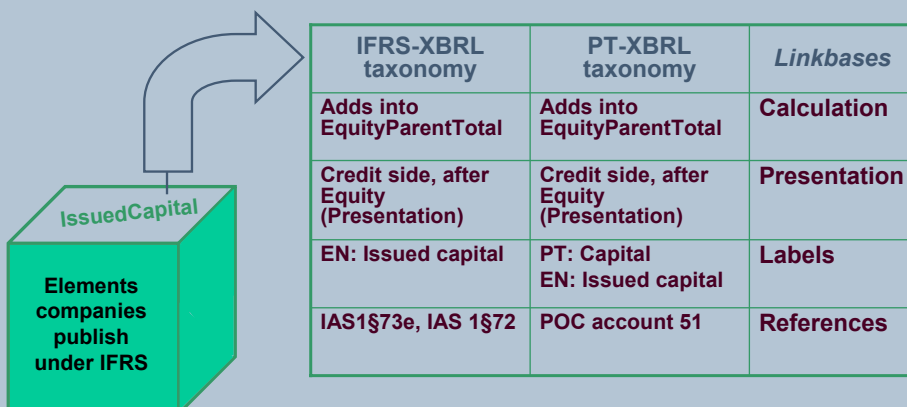 IssuedCapital
Elements
companies
publish
under IFRS
IFRS-XBRL
taxonomy
PT-XBRL
taxonomy
Linkbases
Adds into
EquityParentTotal
Adds into
EquityParentTotal
Calculation
Credit side, after
Equity
(Presentation)
Credit side, after
Equity
(Presentation)
Presentation
EN: Issued capital
PT: Capital
EN: Issued capital
Labels
IAS1§73e, IAS 1§72
POC account 51
References